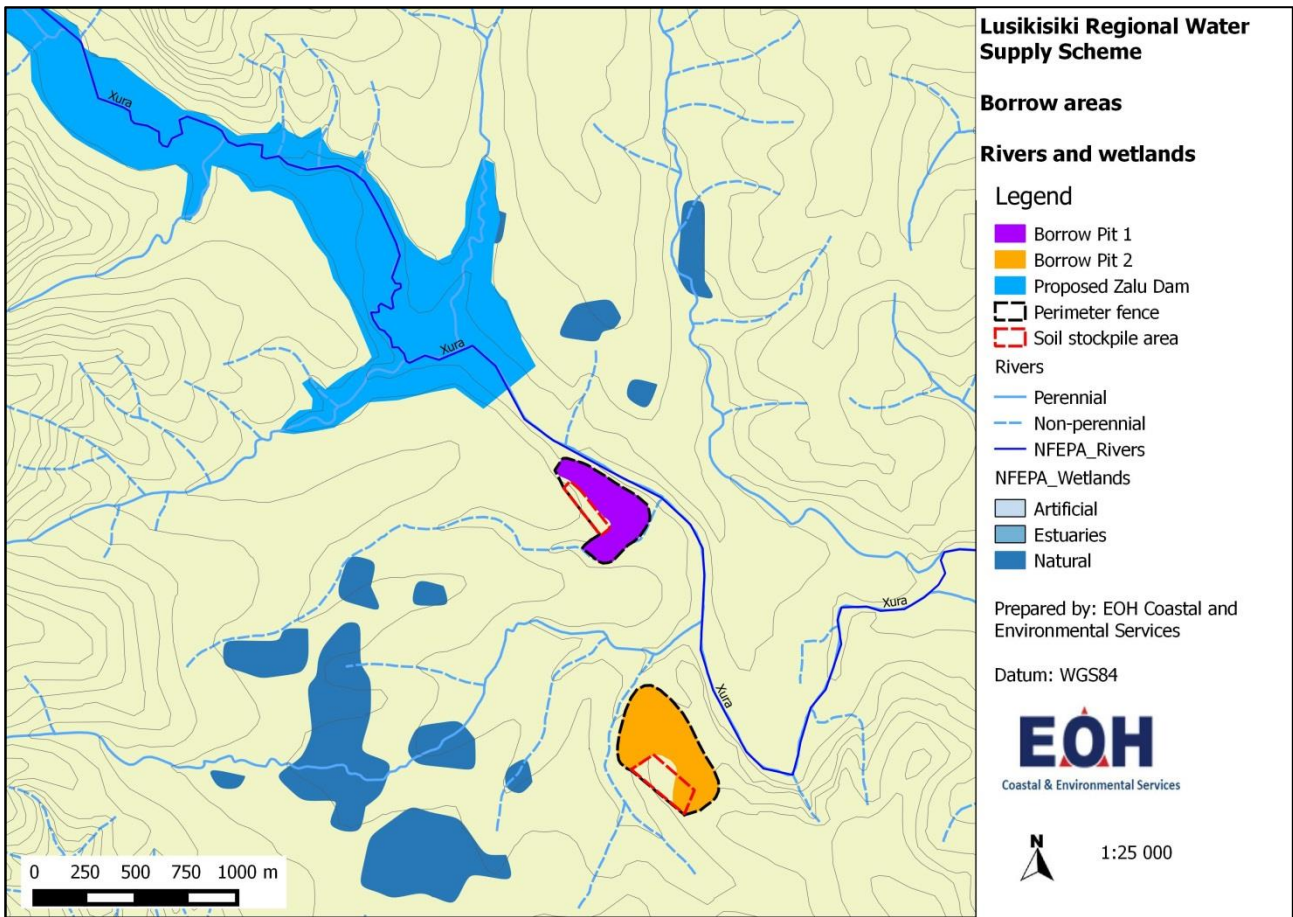 Lusikisiki Regional Water
Supply Scheme
Borrow areas
Rivers and wetlands
Legend
Borrow Pit 1
Borrow Pit 2
Proposed Zalu Dam
Perimeter fence
Soil stockpile area
Rivers
Perennial
Non-perennial
NFEPA_Rivers
NFEPA_Wetlands
Artificial
Estuaries
Natural
Prepared by: EOH Coastal and
Environmental Services
Datum: WGS84
EOH
Coastal & Environmental Services
N
1:25 000
Xura
Xura
Xura
Xura
0 250 500 750 1000 m